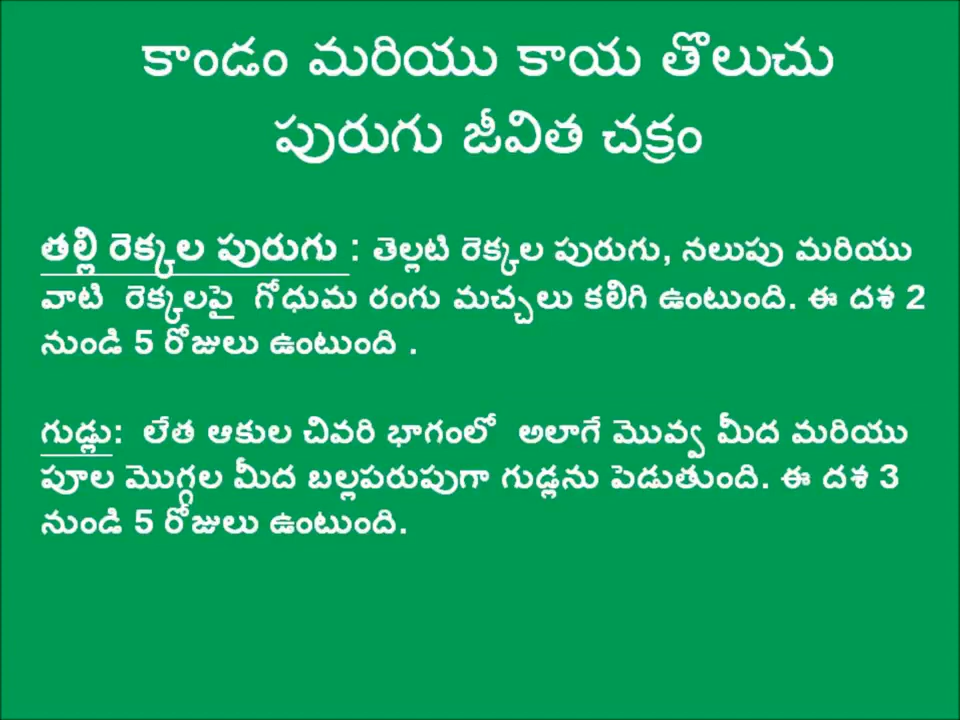 కాండం మరియు కాయ తొలుచు
పురుగు జీవిత చక్రం
తల్లి రెక్కల పురుగు : తెల్లటి రెక్కల పురుగు, నలుపు మరియు
వాటి రెక్కలపై గోధుమ రంగు మచ్చలు కలిగి ఉంటుంది. ఈ దశ 2
నుండి 5 రోజులు ఉంటుంది .
గుడ్లు: లేత ఆకుల చివరి భాగంలో అలాగే మొవ్వ మీద మరియు
పూల మొగ్గల మీద బల్లపరుపుగా గుడ్లను పెడుతుంది. ఈ దశ 3
నుండి 5 రోజులు ఉంటుంది.